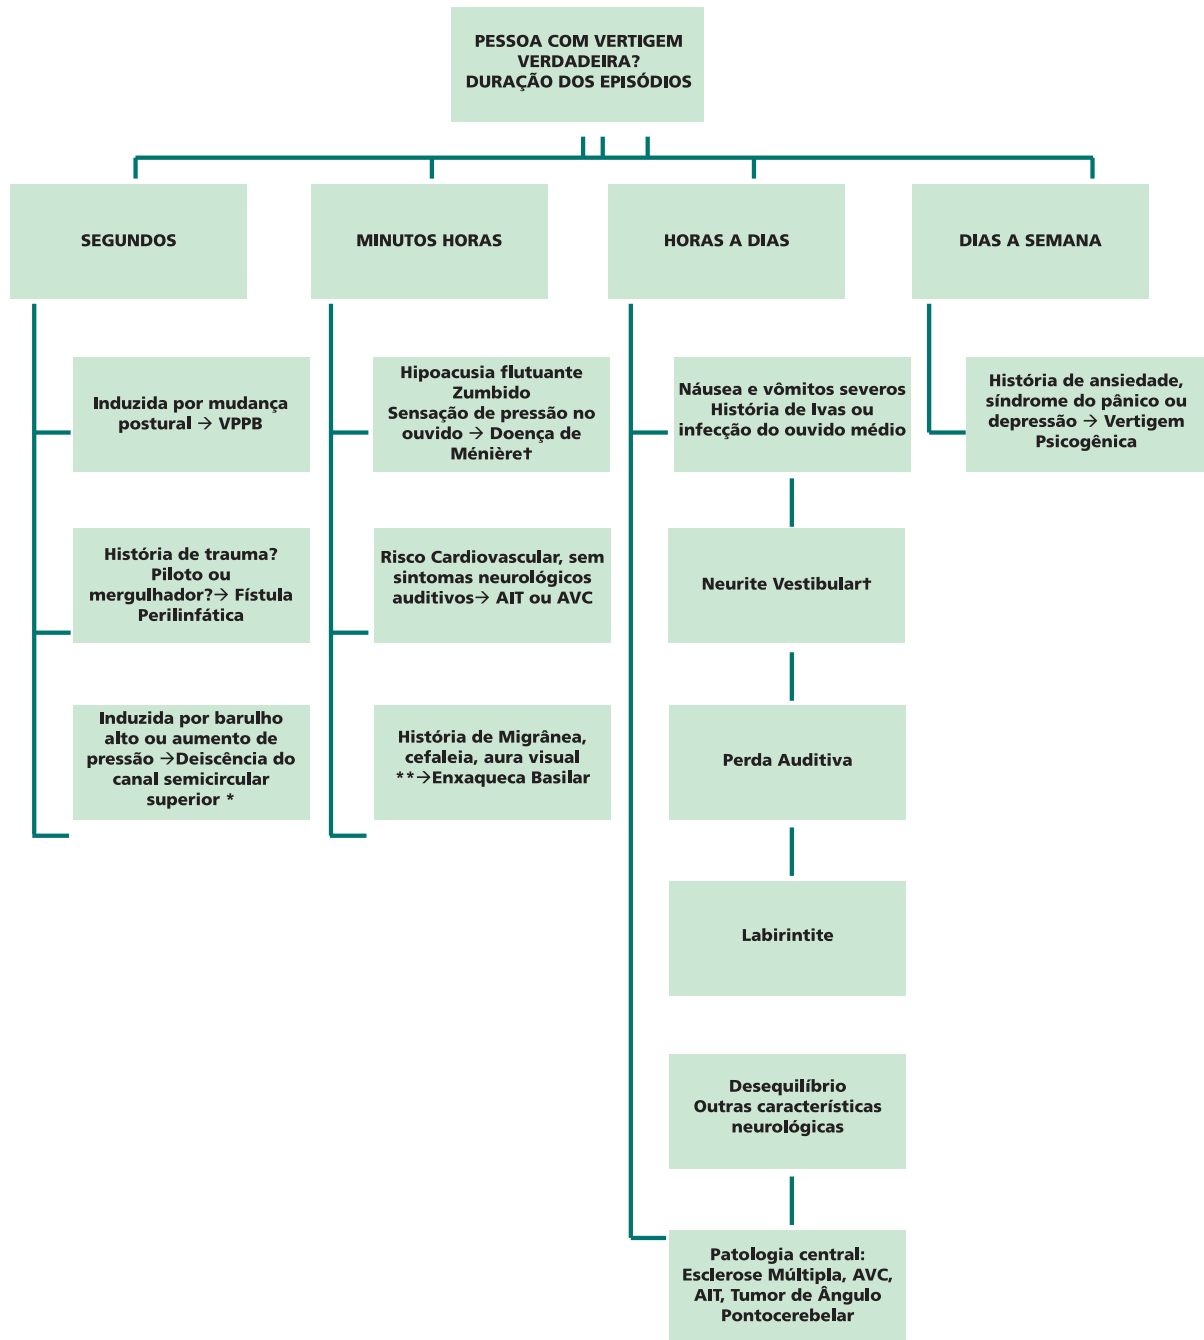 PESSOA COM VERTIGEM
VERDADEIRA?
DURAÇÃO DOS EPISÓDIOS
SEGUNDOS
Induzida por mudança
postural → VPPB
História de trauma?
Piloto ou
mergulhador?→ Fístula
Perilinfática
Induzida por barulho
alto ou aumento de
pressão →Deiscência do
canal semicircular
superior *
MINUTOS HORAS
Hipoacusia flutuante
Zumbido
Sensação de pressão no
ouvido → Doença de
Ménière†
Risco Cardiovascular, sem
sintomas neurológicos
auditivos→ AIT ou AVC
História de Migrânea,
cefaleia, aura visual
**→Enxaqueca Basilar
HORAS A DIAS
Náusea e vômitos severos
História de Ivas ou
infecção do ouvido médio
Neurite Vestibular†
Perda Auditiva
Labirintite
Desequilíbrio
Outras características
neurológicas
Patologia central:
Esclerose Múltipla, AVC,
AIT, Tumor de Ângulo
Pontocerebelar
DIAS A SEMANA
História de ansiedade,
síndrome do pânico ou
depressão → Vertigem
Psicogênica